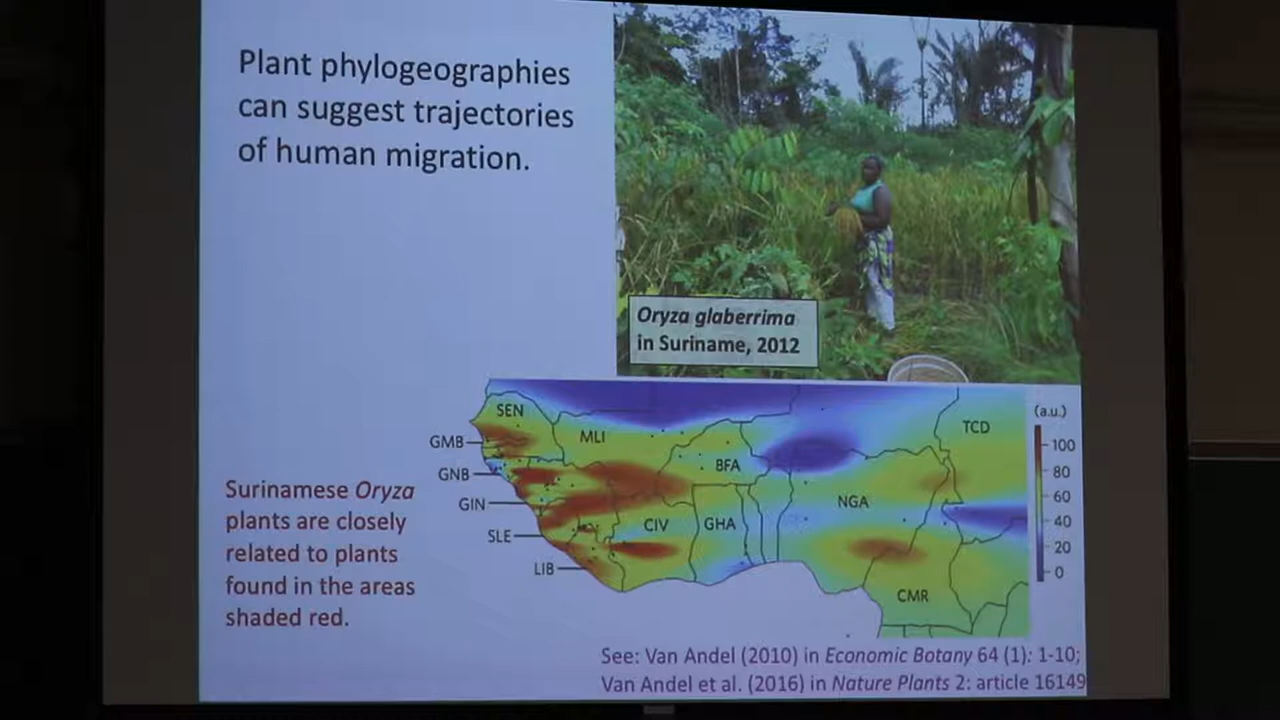 Plant phylogeographies
can suggest trajectories
of human migration.
Oryza glaberrima
in Suriname, 2012
SEN
GMB
MLI
BFA
TCD
GNB
GIN
NGA
SLE
CIV
GHA
LIB
CMR
(a.u.)
100
80
60
40
20
0
Surinamese Oryza
plants are closely
related to plants
found in the areas
shaded red.
See: Van Andel (2010) in Economic Botany 64 (1): 1-10;
Van Andel et al. (2016) in Nature Plants 2: article 16149